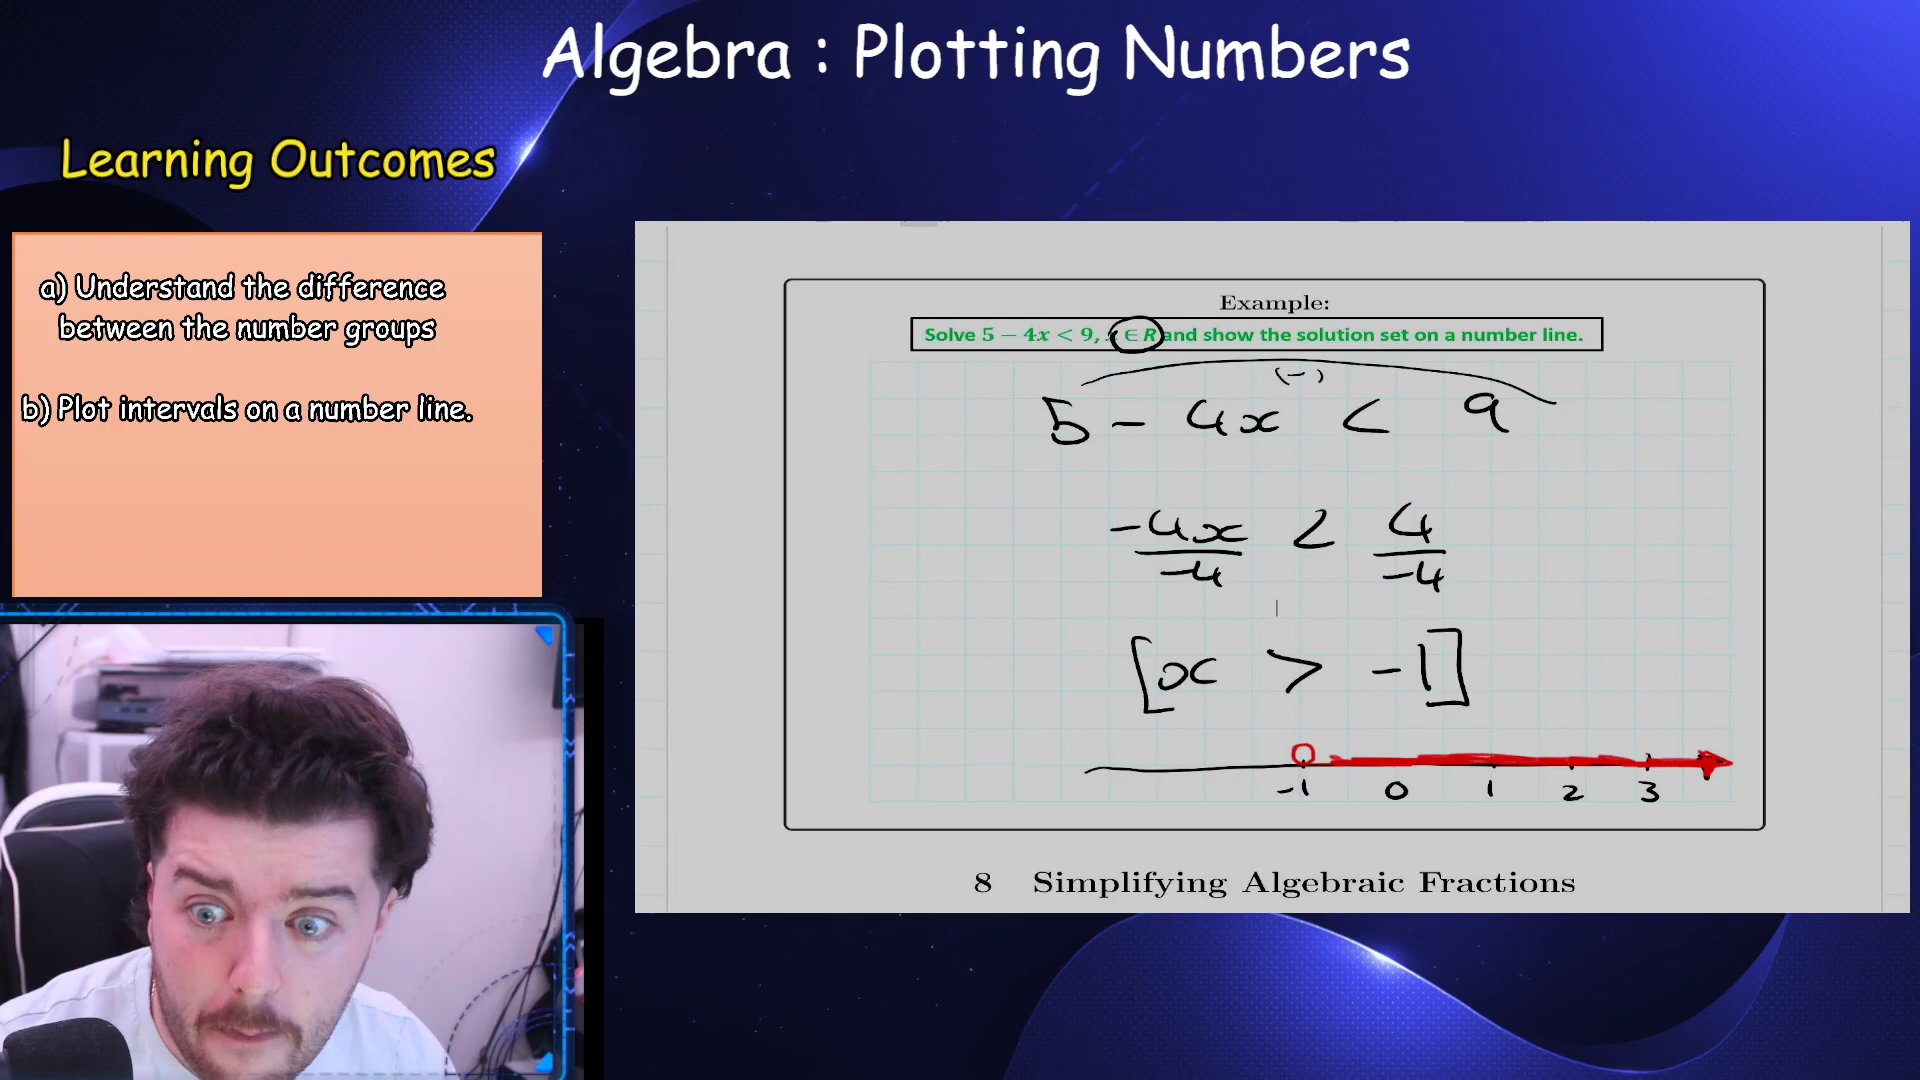 Algebra : Plotting Numbers
Learning Outcomes
a) Understand the difference
between the number groups
b) Plot intervals on a number line.
Example:
Solve 5 − 4x < 9, x ∈ R and show the solution set on a number line.
(-)
5 - 4x < 9
-4x < 4
-4 -4
[x > -1]
-1 0 1 2 3
8 Simplifying Algebraic Fractions